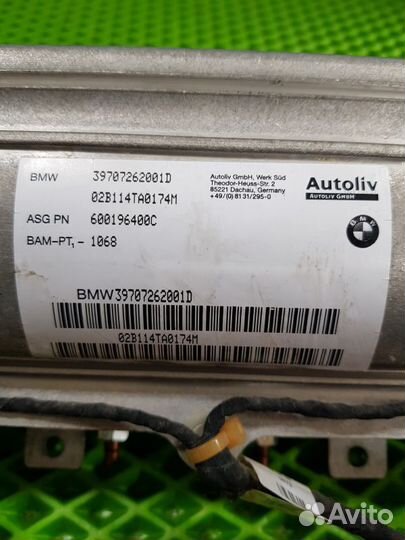 BMW 39707262001D
02B114TA0174M
ASG PN 600196400C
BAM-PT,- 1068
Autoliv GmbH, Werk Süd
Theodor-Heuss-Str. 2
85221 Dachau, Germany
+49/(0)8131/295-0
Autoliv
AUTOLIV GMBH
BMW39707262001D
02B114TA0174M
Avito